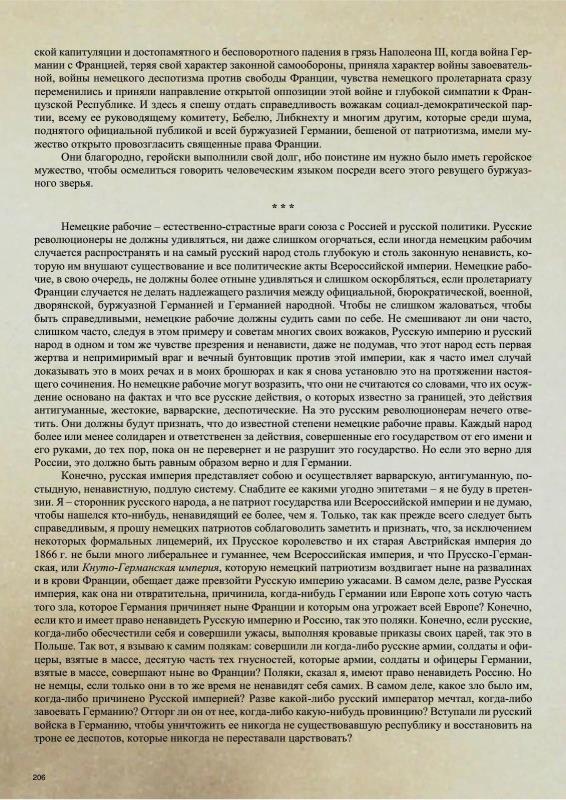 ской капитуляции и достопамятного и бесповоротного падения в грязь Наполеона III, когда война Гер-
мании с Францией, теряя свой характер законной самообороны, приняла характер войны завоеватель-
ной, войны немецкого деспотизма против свободы Франции, чувства немецкого пролетариата сразу
переменились и приняли направление открытой оппозиции этой войне и глубокой симпатии к Фран-
цузской Республике. И здесь я спешу отдать справедливость вожакам социал-демократической пар-
тии, всему ее руководящему комитету, Бебелю, Либкнехту и многим другим, которые среди шума,
поднятого официальной публикой и всей буржуазией Германии, бешеной от патриотизма, имели му-
жество открыто провозгласить священные права Франции.
Они благородно, геройски выполнили свой долг, ибо поистине им нужно было иметь геройское
мужество, чтобы осмелиться говорить человеческим языком посреди всего этого ревущего буржуаз-
ного зверья.
* * *
Немецкие рабочие – естественно-страстные враги союза с Россией и русской политики. Русские
революционеры не должны удивляться, ни даже слишком огорчаться, если иногда немецким рабочим
случается распространять и на самый русский народ столь глубокую и столь законную ненависть, ко-
торую им внушают существование и все политические акты Всероссийской империи. Немецкие рабо-
чие, в свою очередь, не должны более отныне удивляться и слишком оскорбляться, если пролетариату
Франции случается не делать надлежащего различия между официальной, бюрократической, военной,
дворянской, буржуазной Германией и Германией народной. Чтобы не слишком жаловаться, чтобы
быть справедливыми, немецкие рабочие должны судить сами по себе. Не смешивают ли они часто,
слишком часто, следуя в этом примеру и советам многих своих вожаков, Русскую империю и русский
народ в одном и том же чувстве презрения и ненависти, даже не подумав, что этот народ есть первая
жертва и непримиримый враг и вечный бунтовщик против этой империи, как я часто имел случай
доказывать это в моих речах и в моих брошюрах и как я снова установлю это на протяжении настоя-
щего сочинения. Но немецкие рабочие могут возразить, что они не считаются со словами, что их осуж-
дение основано на фактах и что все русские действия, о которых известно за границей, это действия
антигуманные, жестокие, варварские, деспотические. На это русским революционерам нечего отве-
тить. Они должны будут признать, что до известной степени немецкие рабочие правы. Каждый народ
более или менее солидарен и ответственен за действия, совершенные его государством от его имени и
его руками, до тех пор, пока он не перевернет и не разрушит это государство. Но если это верно для
России, это должно быть равным образом верно и для Германии.
Конечно, русская империя представляет собою и осуществляет варварскую, антигуманную, по-
стыдную, ненавистную, подлую систему. Снабдите ее какими угодно эпитетами – я не буду в претен-
зии. Я – сторонник русского народа, а не патриот государства или Всероссийской империи и не думаю,
чтобы нашелся кто-нибудь, ненавидящий ее более, чем я. Только, так как прежде всего следует быть
справедливым, я прошу немецких патриотов соблаговолить заметить и признать, что, за исключением
некоторых формальных лицемерий, их Прусское королевство и их старая Австрийская империя до
1866 г. не были много либеральнее и гуманнее, чем Всероссийская империя, и что Прусско-Герман-
ская, или Кнуто-Германская империя, которую немецкий патриотизм воздвигает ныне на развалинах
и в крови Франции, обещает даже превзойти Русскую империю ужасами. В самом деле, разве Русская
империя, как она ни отвратительна, причинила, когда-нибудь Германии или Европе хоть сотую часть
того зла, которое Германия причиняет ныне Франции и которым она угрожает всей Европе? Конечно,
если кто и имеет право ненавидеть Русскую империю и Россию, так это поляки. Конечно, если русские,
когда-либо обесчестили себя и совершили ужасы, выполняя кровавые приказы своих царей, так это в
Польше. Так вот, я взываю к самим полякам: совершили ли когда-либо русские армии, солдаты и офи-
церы, взятые в массе, десятую часть тех гнусностей, которые армии, солдаты и офицеры Германии,
взятые в массе, совершают ныне во Франции? Поляки, сказал я, имеют право ненавидеть Россию. Но
не немцы, если только они в то же время не ненавидят себя самих. В самом деле, какое зло было им,
когда-либо причинено Русской империей? Разве какой-либо русский император мечтал, когда-либо
завоевать Германию? Отторг ли он от нее, когда-либо какую-нибудь провинцию? Вступали ли русский
войска в Германию, чтобы уничтожить ее никогда не существовавшую республику и восстановить на
троне ее деспотов, которые никогда не переставали царствовать?
206